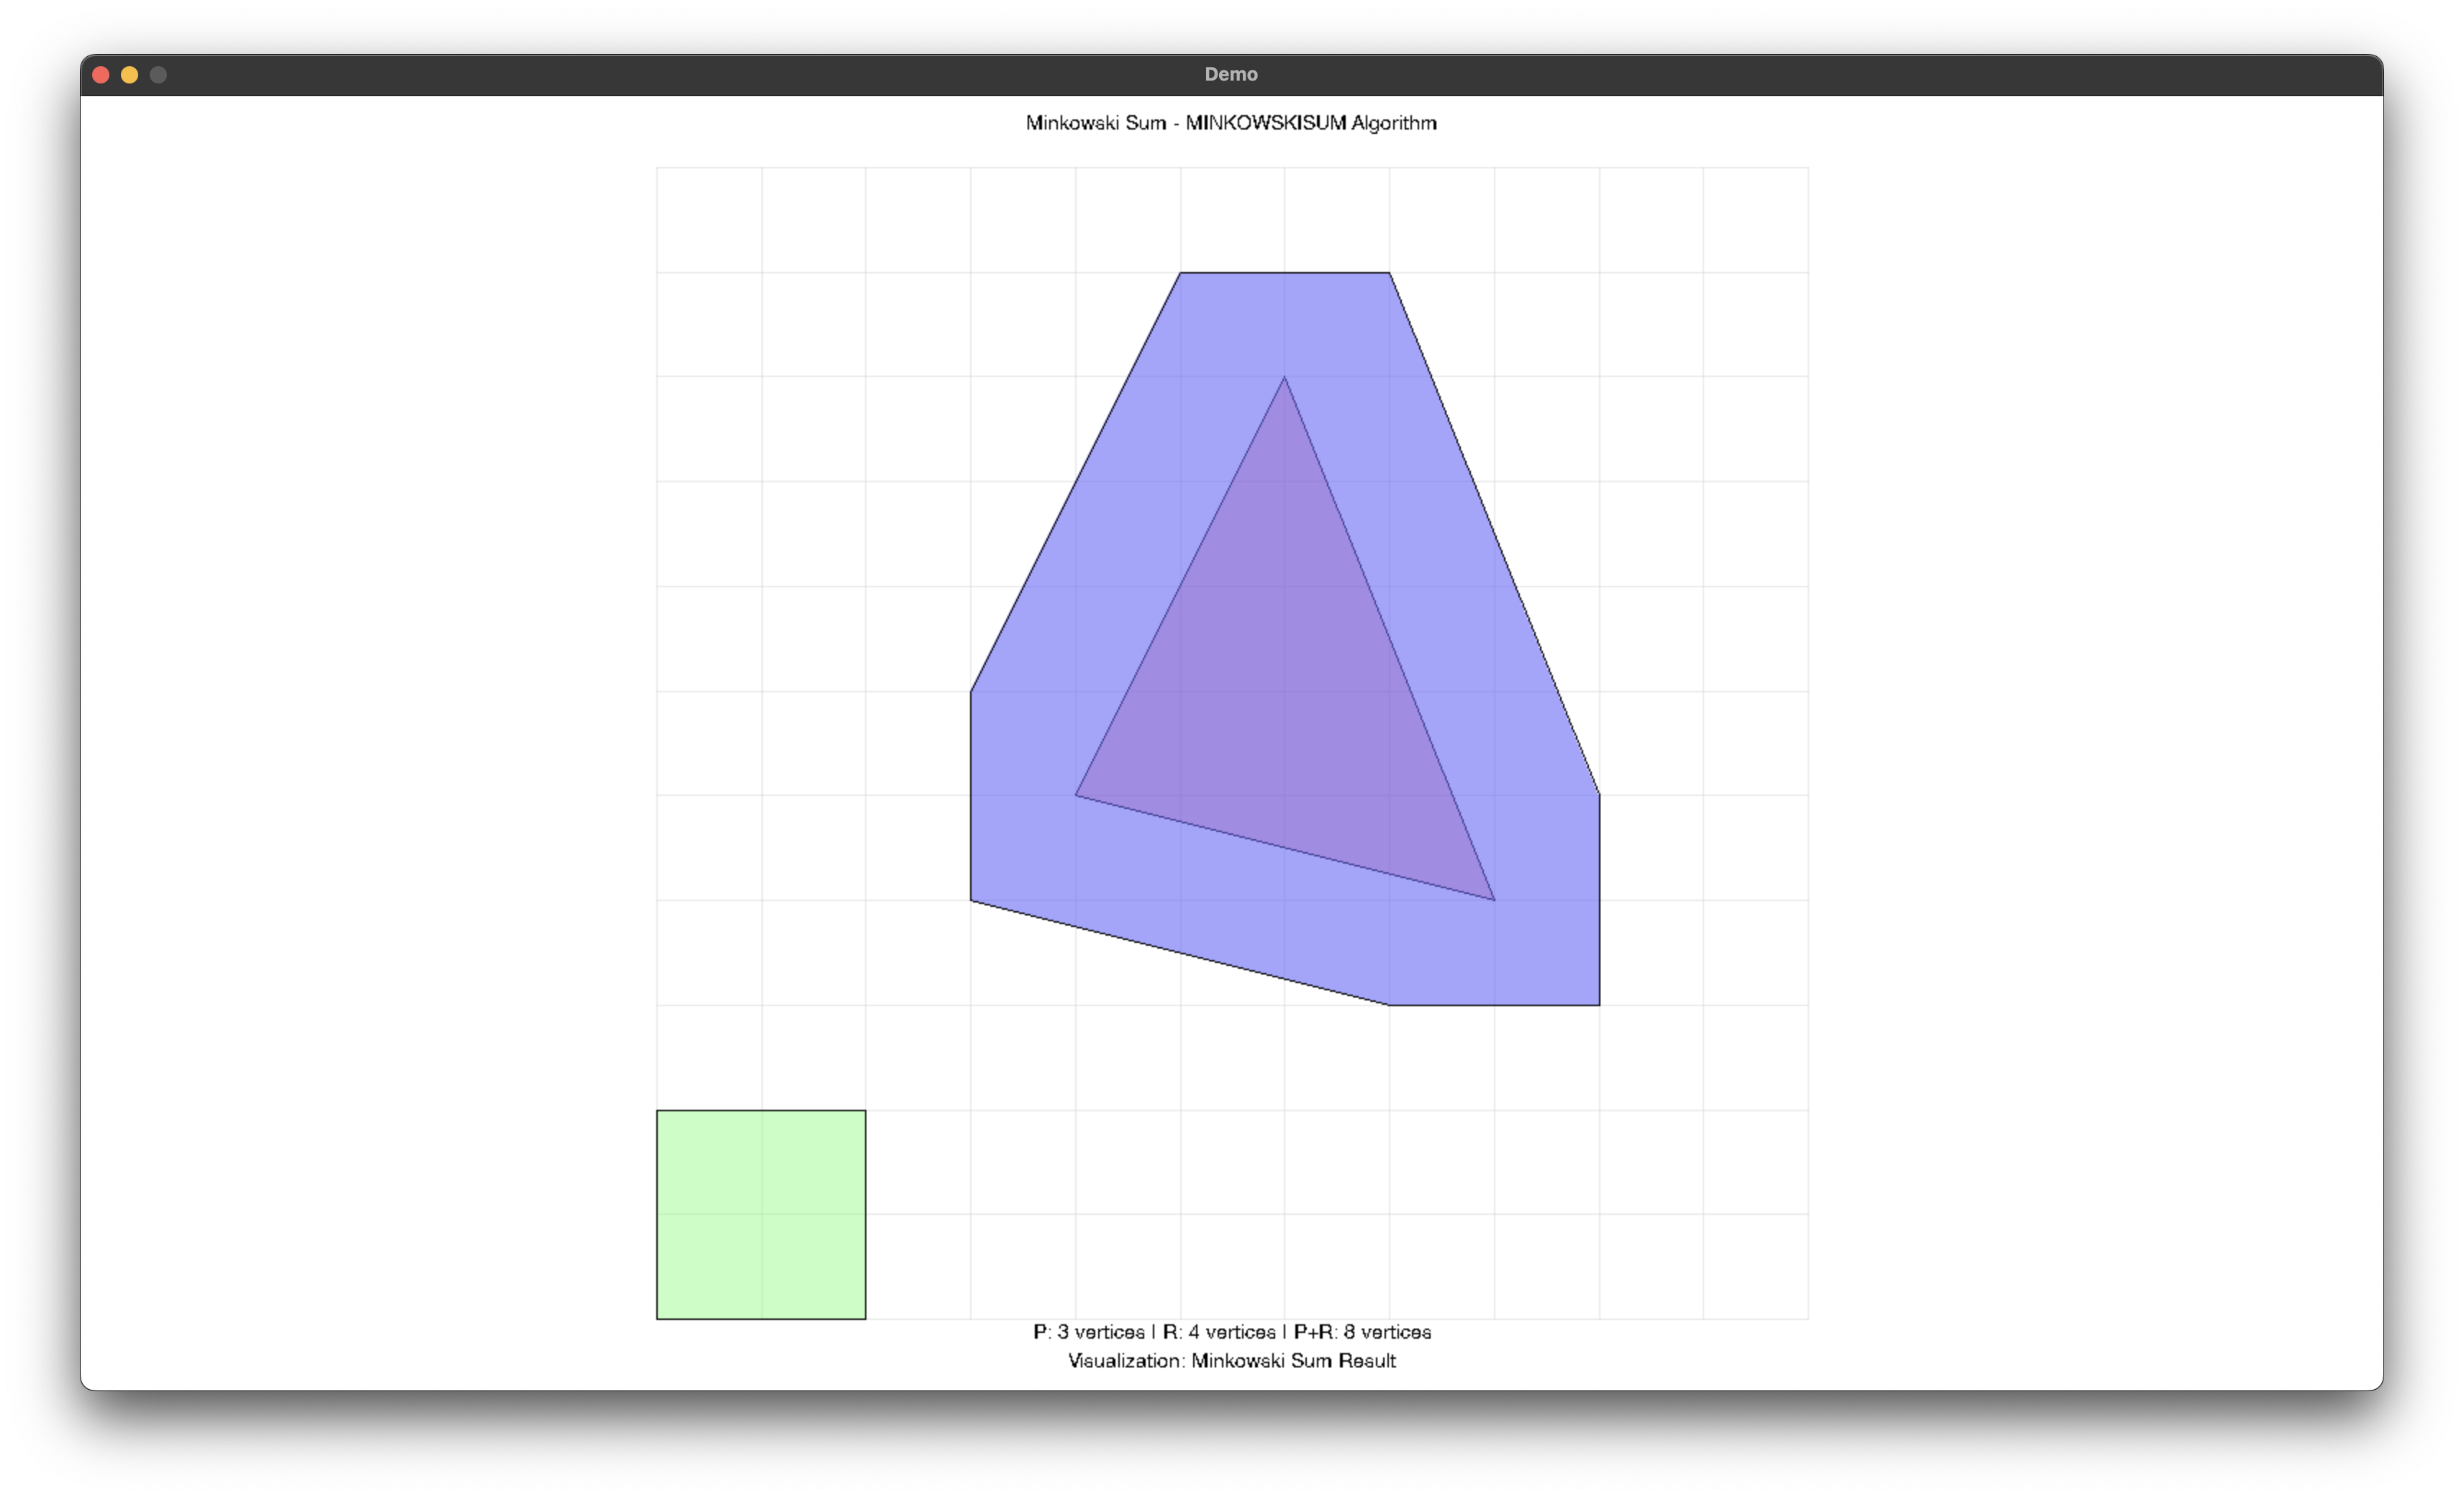 Demo
Minkowski Sum - MINKOWSKISUM Algorithm
P: 3 vertices | R: 4 vertices | P+R: 8 vertices
Visualization: Minkowski Sum Result